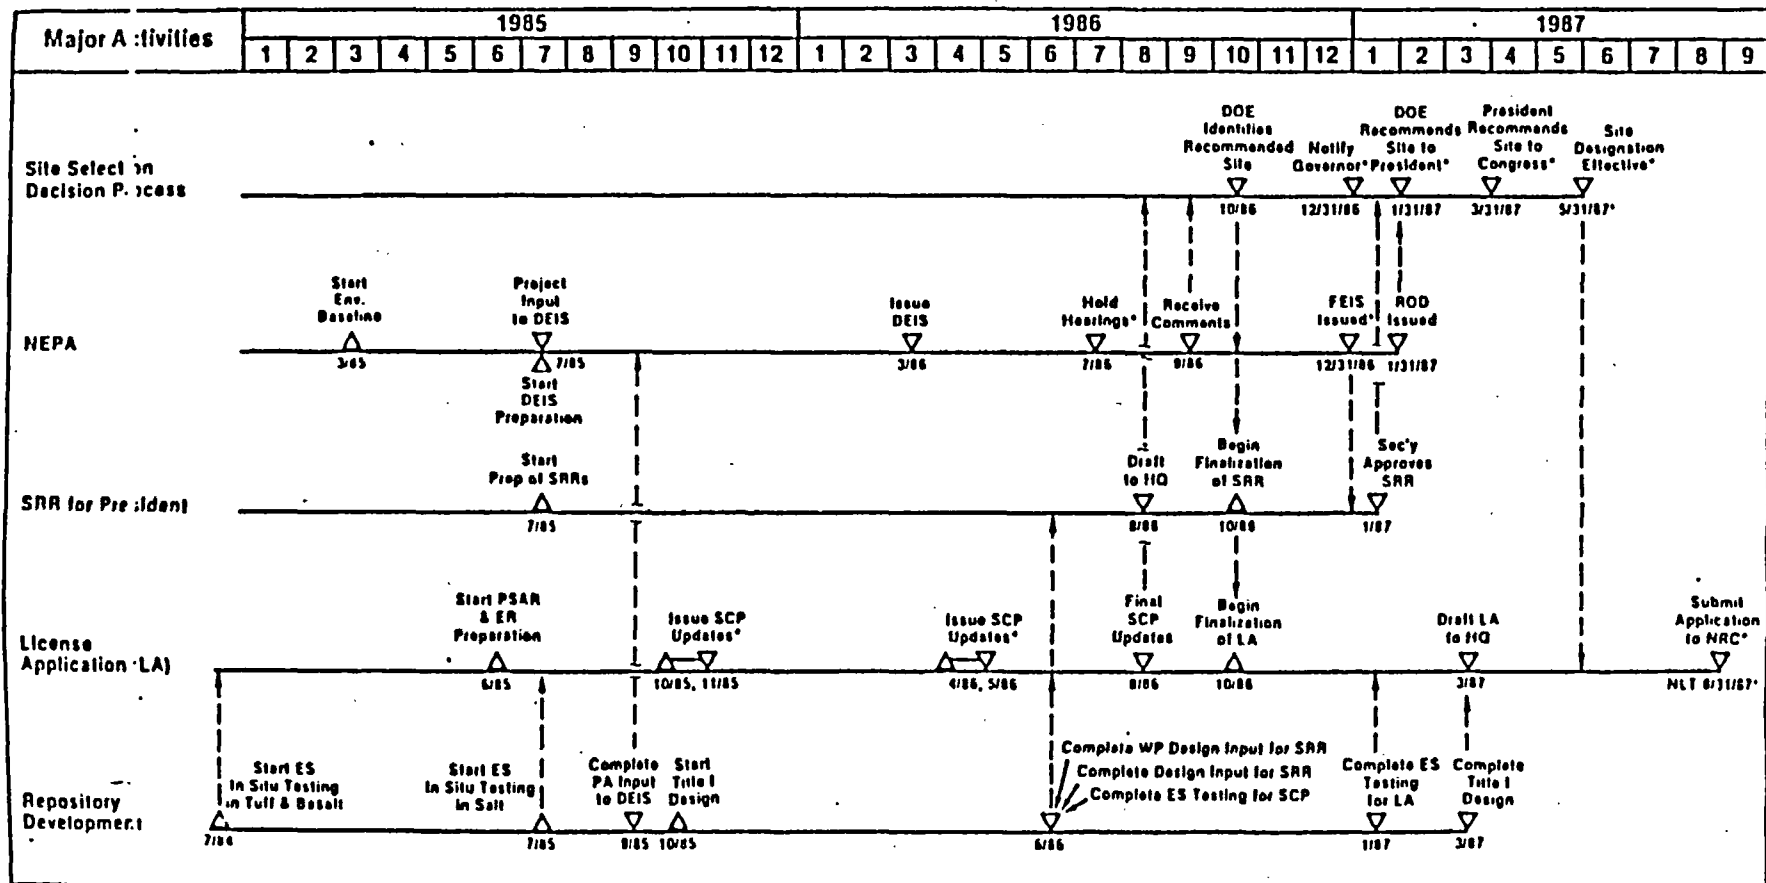 Major A :tivities
1985
1986
1987
1 2 3 4 5 6 7 8 9 10 11 12 1 2 3 4 5 6 7 8 9 10 11 12 1 2 3 4 5 6 7 8 9
Site Select on
Decision P. cess
DOE
Identifies
Recommended
Site
10/86
Notify
Governor*
12/31/86
DOE
Recommends
Site to
President*
1/31/87
President
Recommends
Site to
Congress*
3/31/87
Site
Designation
Effective*
5/31/87*
NEPA
Start
Env.
Baseline
3/85
Project
Input
to DEIS
7/85
Start
DEIS
Preparation
Issue
DEIS
3/86
Hold
Hearings*
7/86
Receive
Comments
9/86
FEIS
Issued*
12/31/86
ROD
Issued
1/31/87
SRR for Pre ident
Start
Prep of SRRs
7/85
Draft
to HQ
8/86
Begin
Finalization
of SRR
10/86
Sec'y
Approves
SRR
1/87
License
Application (LA)
Start PSAR
& ER
Preparation
6/85
Issue SCP
Updates*
10/85, 11/85
Issue SCP
Updates*
4/86, 5/86
Final
SCP
Updates
8/86
Begin
Finalization
of LA
10/86
Draft LA
to HQ
3/87
Submit
Application
to NRC*
NLT 8/31/87*
Repository
Development
Start ES
In Situ Testing
in Tuff & Basalt
7/84
Start ES
In Situ Testing
in Salt
7/85
Complete
PA Input
to DEIS
9/85
Start
Title I
Design
10/85
Complete WP Design Input for SRR
Complete Design Input for SRR
Complete ES Testing for SCP
6/86
Complete ES
Testing
for LA
1/87
Complete
Title I
Design
3/87